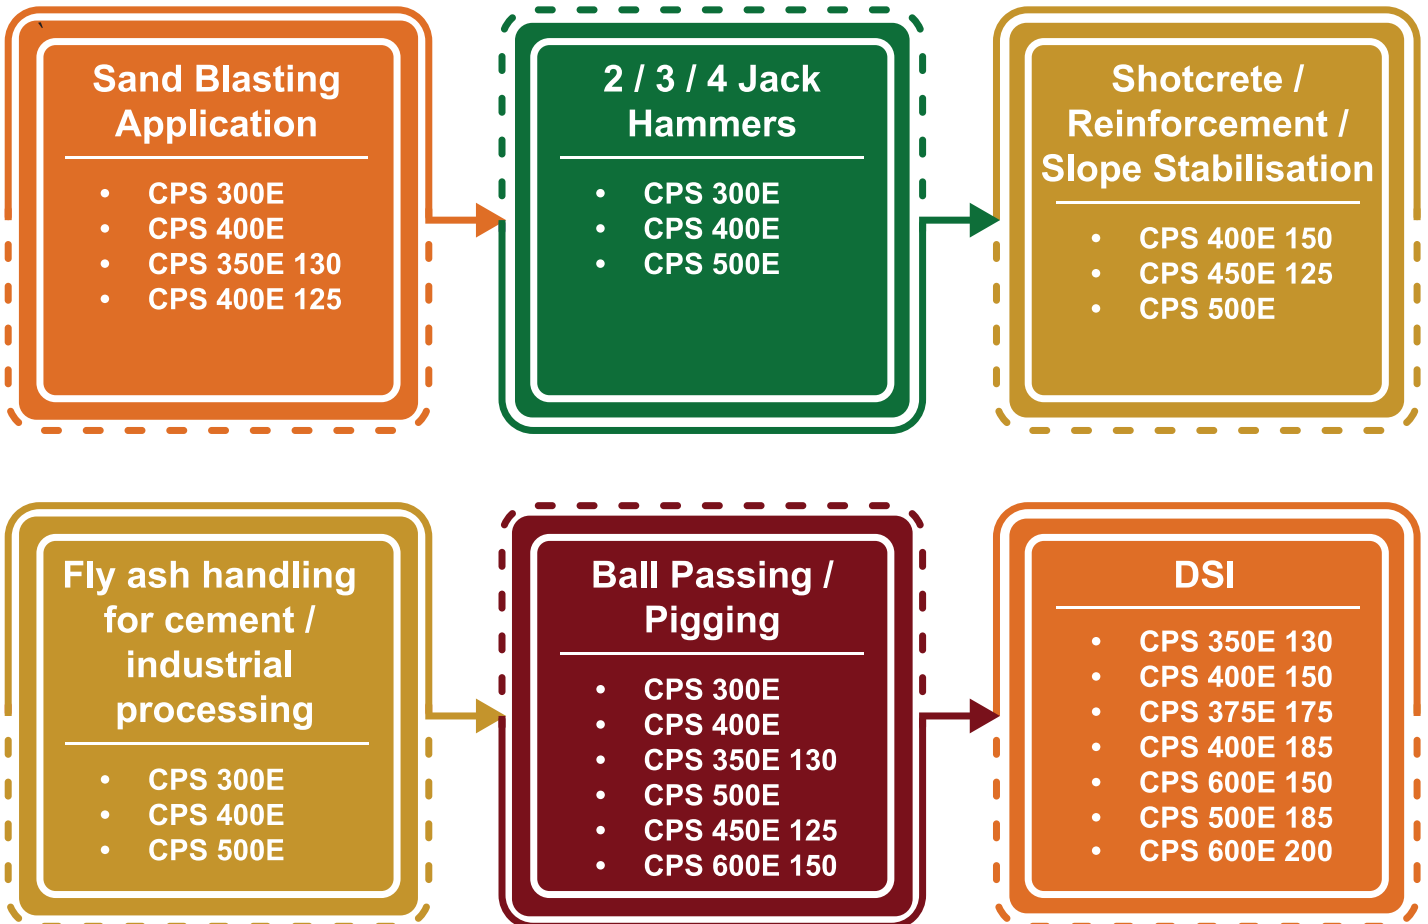 Sand Blasting
Application
• CPS 300E
• CPS 400E
• CPS 350E 130
• CPS 400E 125
2 / 3 / 4 Jack
Hammers
• CPS 300E
• CPS 400E
• CPS 500E
Shotcrete /
Reinforcement /
Slope Stabilisation
• CPS 400E 150
• CPS 450E 125
• CPS 500E
Fly ash handling
for cement /
industrial
processing
• CPS 300E
• CPS 400E
• CPS 500E
Ball Passing /
Pigging
• CPS 300E
• CPS 400E
• CPS 350E 130
• CPS 500E
• CPS 450E 125
• CPS 600E 150
DSI
• CPS 350E 130
• CPS 400E 150
• CPS 375E 175
• CPS 400E 185
• CPS 600E 150
• CPS 500E 185
• CPS 600E 200